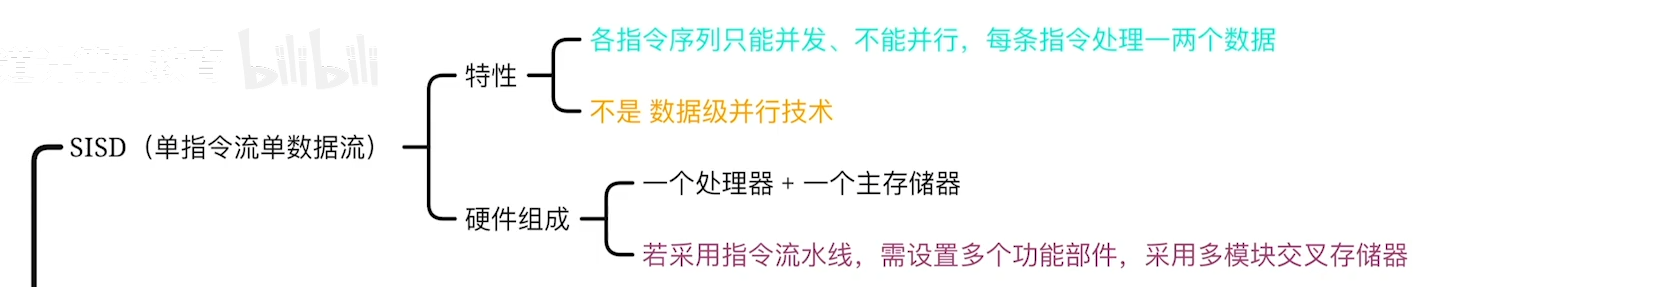 各指令序列只能并发、不能并行，每条指令处理一两个数据
bilibili
特性
不是 数据级并行技术
SISD（单指令流单数据流）
一个处理器 + 一个主存储器
硬件组成
若采用指令流水线，需设置多个功能部件，采用多模块交叉存储器